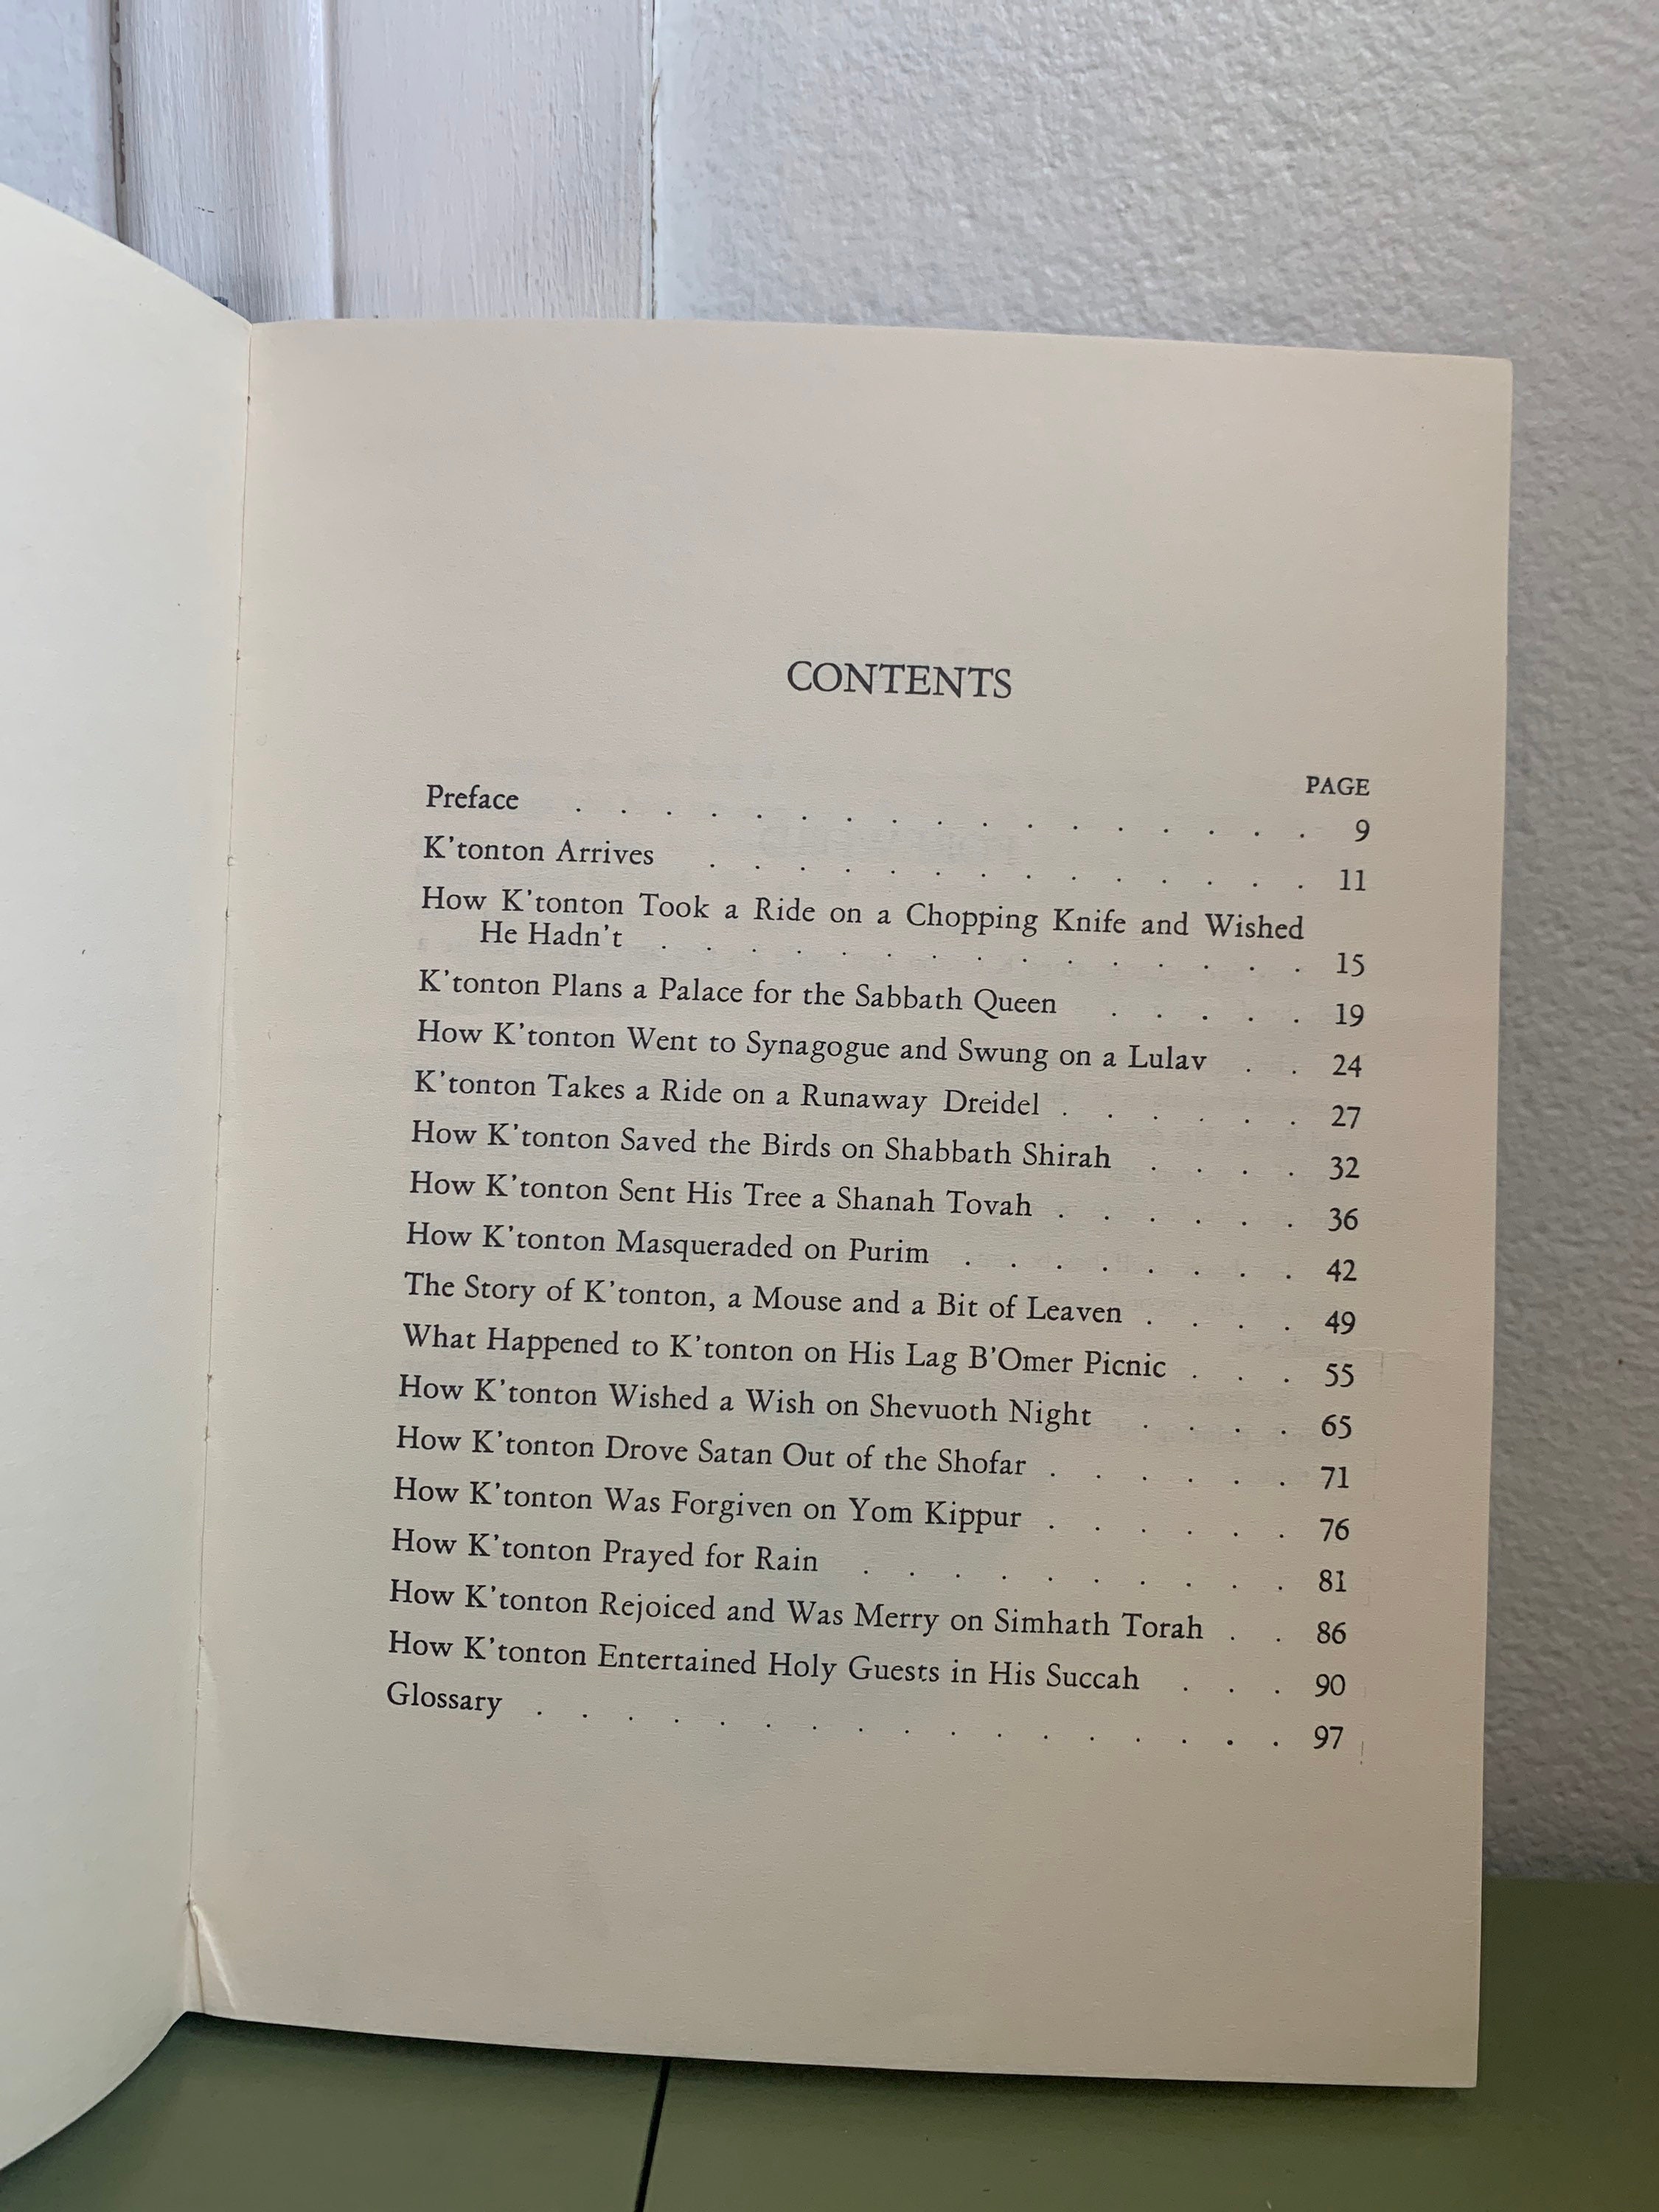 CONTENTS
PAGE
Preface . . . . . . . . . . . . . . . . . 9
K'tonton Arrives . . . . . . . . . . . . . . 11
How K'tonton Took a Ride on a Chopping Knife and Wished
He Hadn't . . . . . . . . . . . . . . . 15
K'tonton Plans a Palace for the Sabbath Queen . . . . . 19
How K'tonton Went to Synagogue and Swung on a Lulav . . 24
K'tonton Takes a Ride on a Runaway Dreidel . . . . . . 27
How K'tonton Saved the Birds on Shabbath Shirah . . . . 32
How K'tonton Sent His Tree a Shanah Tovah . . . . . . 36
How K'tonton Masqueraded on Purim . . . . . . . . 42
The Story of K'tonton, a Mouse and a Bit of Leaven . . . . 49
What Happened to K'tonton on His Lag B'Omer Picnic . . . 55
How K'tonton Wished a Wish on Shevuoth Night . . . . 65
How K'tonton Drove Satan Out of the Shofar . . . . . . 71
How K'tonton Was Forgiven on Yom Kippur . . . . . . 76
How K'tonton Prayed for Rain . . . . . . . . . . 81
How K'tonton Rejoiced and Was Merry on Simhath Torah . . 86
How K'tonton Entertained Holy Guests in His Succah . . . 90
Glossary . . . . . . . . . . . . . . . . . 97